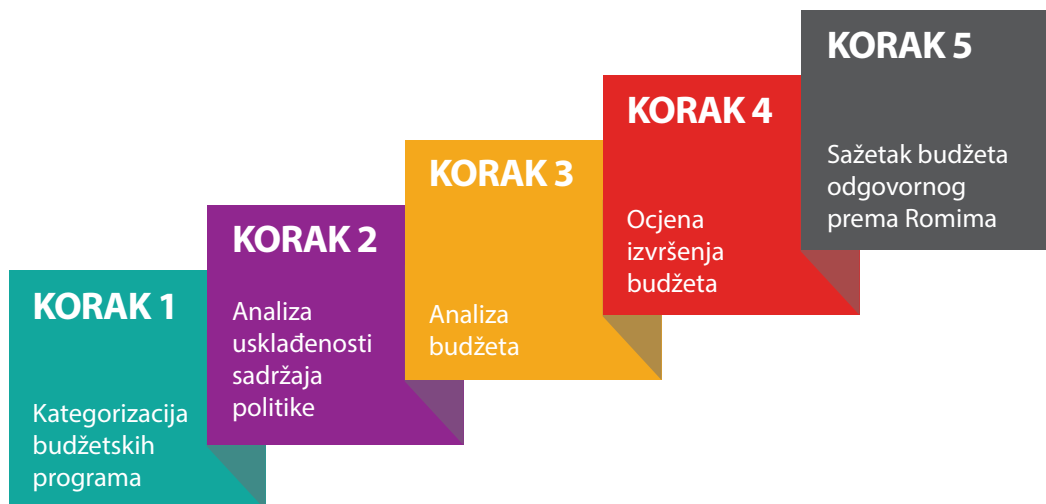 KORAK 1
Kategorizacija
budžetskih
programa
KORAK 2
Analiza
usklađenosti
sadržaja
politike
KORAK 3
Analiza
budžeta
KORAK 4
Ocjena
izvršenja
budžeta
KORAK 5
Sažetak budžeta
odgovornog
prema Romima